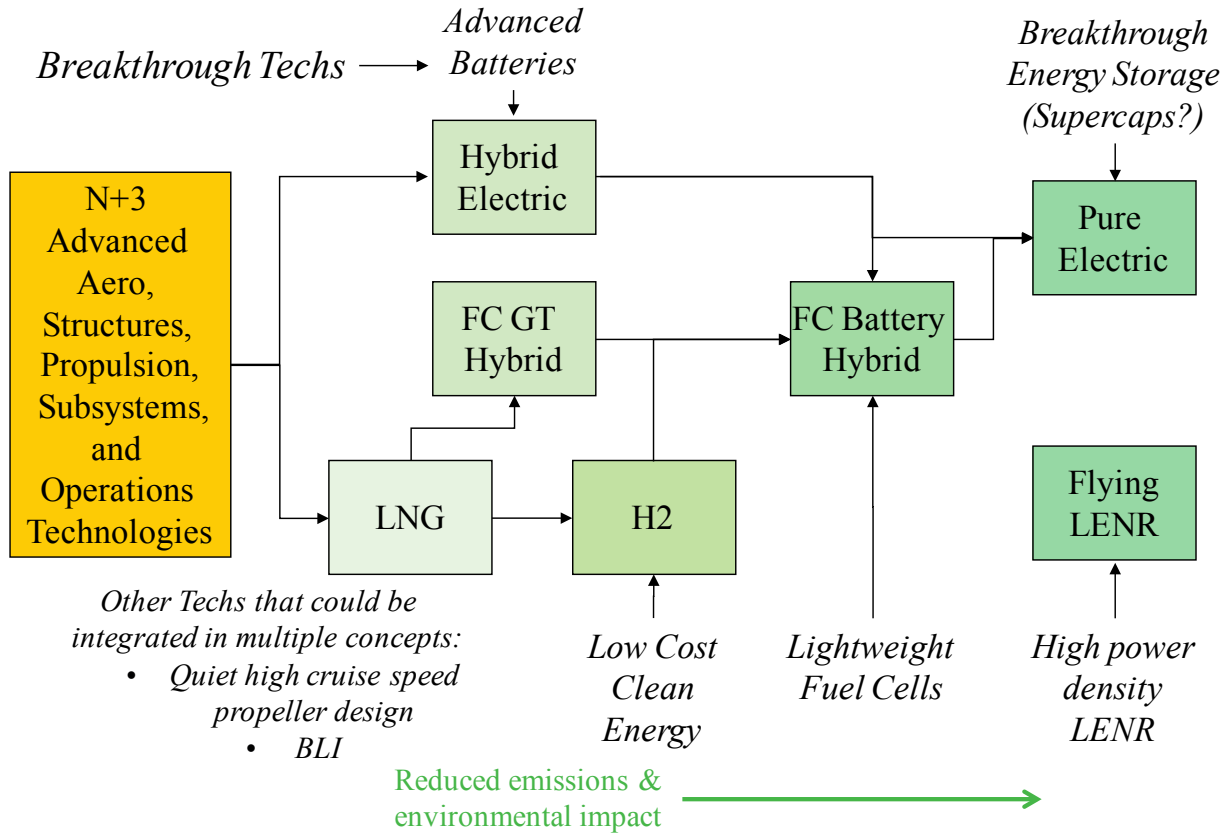 Breakthrough Techs
Advanced
Batteries
Breakthrough
Energy Storage
(Supercaps?)
N+3
Advanced
Aero,
Structures,
Propulsion,
Subsystems,
and
Operations
Technologies
Hybrid
Electric
Pure
Electric
FC GT
Hybrid
FC Battery
Hybrid
LNG
H2
Flying
LENR
Other Techs that could be
integrated in multiple concepts:
• Quiet high cruise speed
propeller design
• BLI
Low Cost
Clean
Energy
Lightweight
Fuel Cells
High power
density
LENR
Reduced emissions &
environmental impact